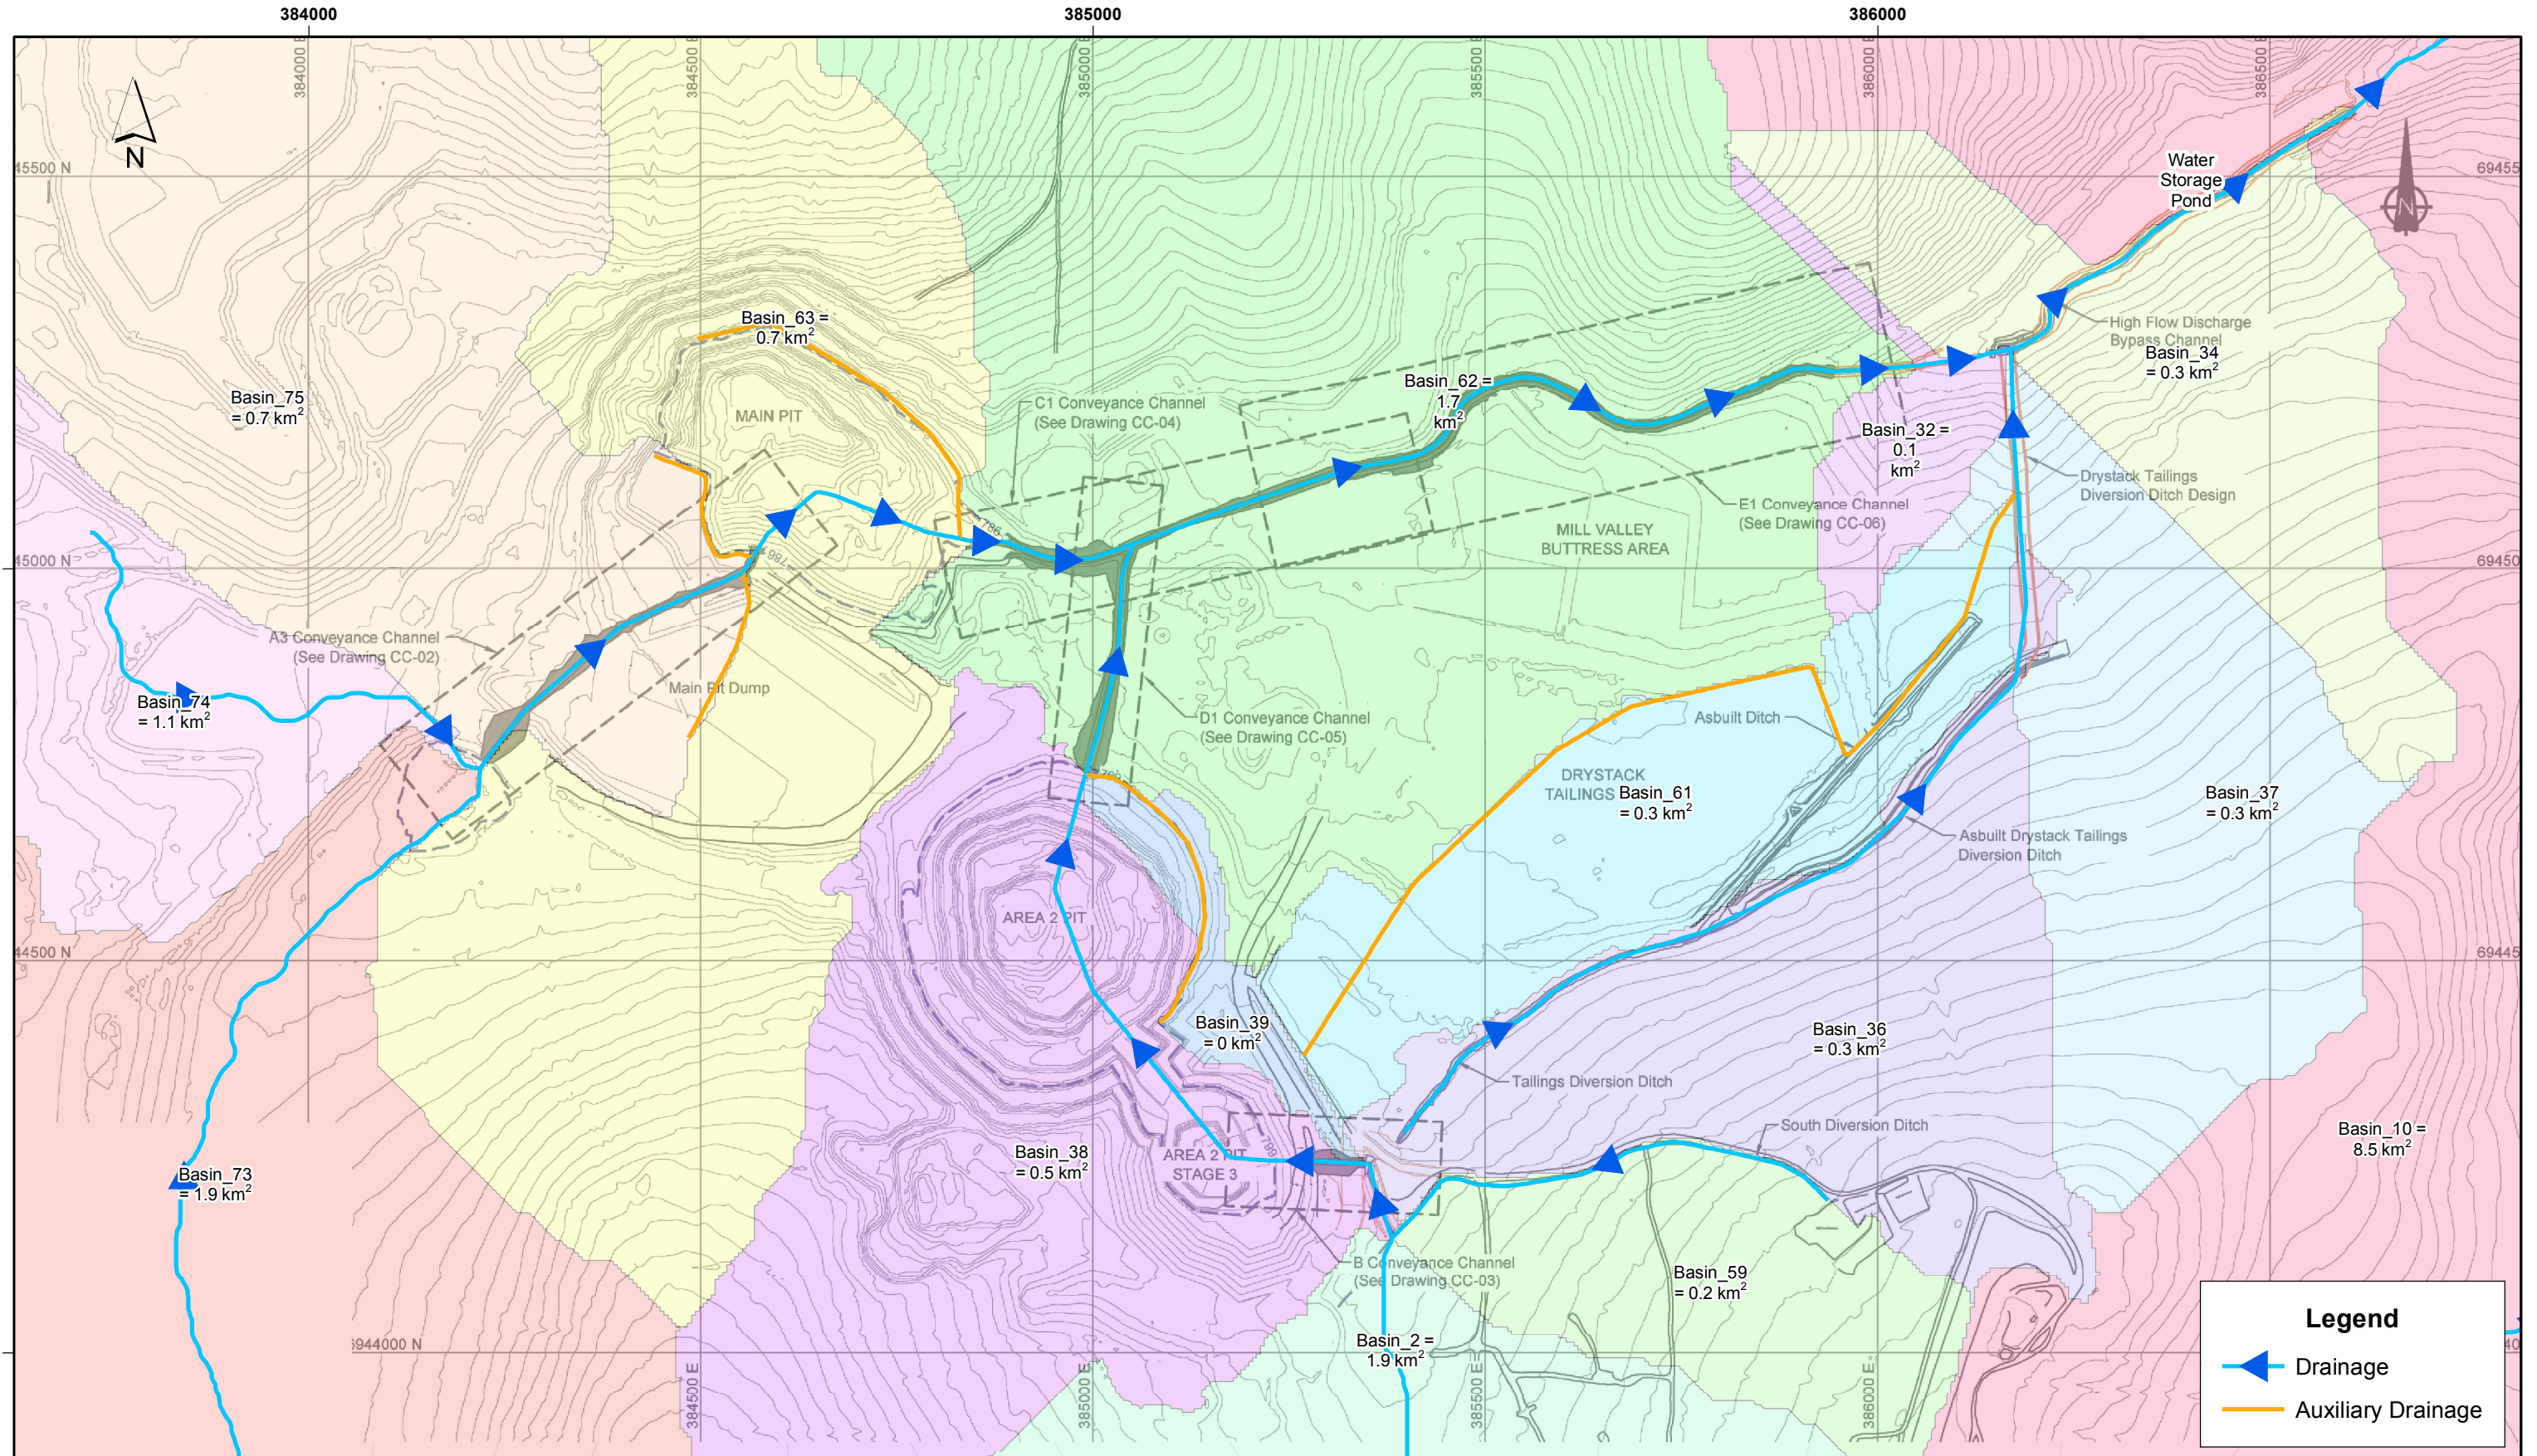 384000
385000
386000
384000 E
384500 E
385000 E
385500 E
386000 E
386500 E
N
45500 N
69455
Water
Storage
Pond
N
Basin_63 =
0.7 km²
High Flow Discharge
Bypass Channel
Basin_34
= 0.3 km²
Basin_75
= 0.7 km²
MAIN PIT
C1 Conveyance Channel
(See Drawing CC-04)
Basin_62 =
1.7
km²
Basin_32 =
0.1
km²
Drystack Tailings
Diversion Ditch Design
E1 Conveyance Channel
(See Drawing CC-06)
MILL VALLEY
BUTTRESS AREA
786
45000 N
69450
A3 Conveyance Channel
(See Drawing CC-02)
Main Pit Dump
Basin_74
= 1.1 km²
D1 Conveyance Channel
(See Drawing CC-05)
Asbuilt Ditch
DRYSTACK
TAILINGS
Basin_61
= 0.3 km²
Basin_37
= 0.3 km²
Asbuilt Drystack Tailings
Diversion Ditch
AREA 2 PIT
44500 N
69445
Basin_39
= 0 km²
Basin_36
= 0.3 km²
Tailings Diversion Ditch
South Diversion Ditch
Basin_10 =
8.5 km²
Basin_38
= 0.5 km²
AREA 2 PIT
STAGE 3
799
Basin_73
= 1.9 km²
B Conveyance Channel
(See Drawing CC-03)
Basin_59
= 0.2 km²
6944000 N
Basin_2 =
1.9 km²
384500 E
385000 E
385500 E
386000 E
Legend
Drainage
Auxiliary Drainage